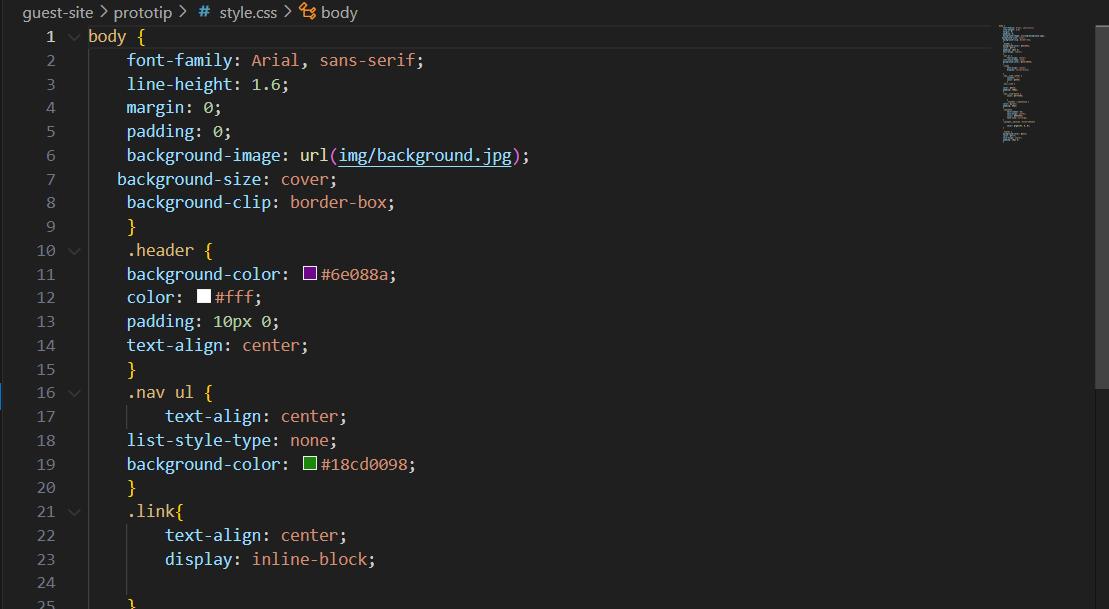 guest-site > prototip > # style.css > body
1 body {
2 font-family: Arial, sans-serif;
3 line-height: 1.6;
4 margin: 0;
5 padding: 0;
6 background-image: url(img/background.jpg);
7 background-size: cover;
8 background-clip: border-box;
9 }
10 .header {
11 background-color: #6e088a;
12 color: #fff;
13 padding: 10px 0;
14 text-align: center;
15 }
16 .nav ul {
17 text-align: center;
18 list-style-type: none;
19 background-color: #18cd0098;
20 }
21 .link{
22 text-align: center;
23 display: inline-block;
24
25 }